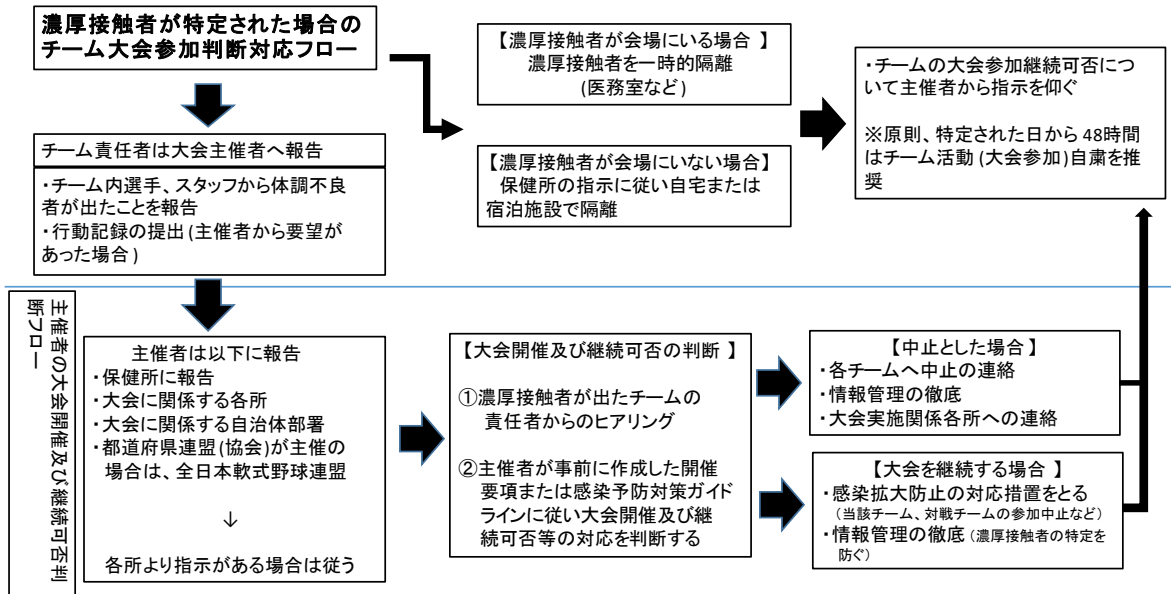 濃厚接触者が特定された場合の
チーム大会参加判断対応フロー
チーム責任者は大会主催者へ報告
・チーム内選手、スタッフから体調不良
者が出たことを報告
・行動記録の提出(主催者から要望が
あった場合)
【濃厚接触者が会場にいる場合 】
濃厚接触者を一時的隔離
(医務室など)
【濃厚接触者が会場にいない場合】
保健所の指示に従い自宅または
宿泊施設で隔離
・チームの大会参加継続可否につ
いて主催者から指示を仰ぐ
※原則、特定された日から 48時間
はチーム活動 (大会参加)自粛を推
奨
主催者の大会開催及び継続可否判
断フロー
主催者は以下に報告
・保健所に報告
・大会に関係する各所
・大会に関係する自治体部署
・都道府県連盟(協会)が主催の
場合は、全日本軟式野球連盟
↓
各所より指示がある場合は従う
【大会開催及び継続可否の判断 】
①濃厚接触者が出たチームの
責任者からのヒアリング
②主催者が事前に作成した開催
要項または感染予防対策ガイド
ラインに従い大会開催及び継
続可否等の対応を判断する
【中止とした場合 】
・各チームへ中止の連絡
・情報管理の徹底
・大会実施関係各所への連絡
【大会を継続する場合 】
・感染拡大防止の対応措置をとる
（当該チーム、対戦チームの参加中止など）
・情報管理の徹底（濃厚接触者の特定を
防ぐ）